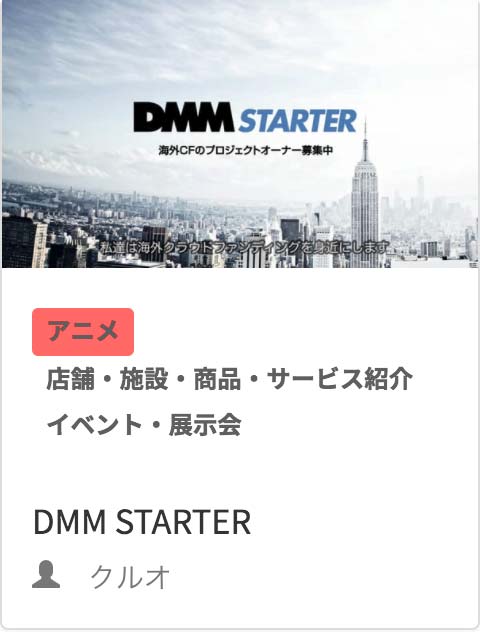 DMM STARTER
海外CFのプロジェクトオーナー募集中
私達は海外クラウドファンディングを身近にします
アニメ
店舗・施設・商品・サービス紹介
イベント・展示会
DMM STARTER
クルオ